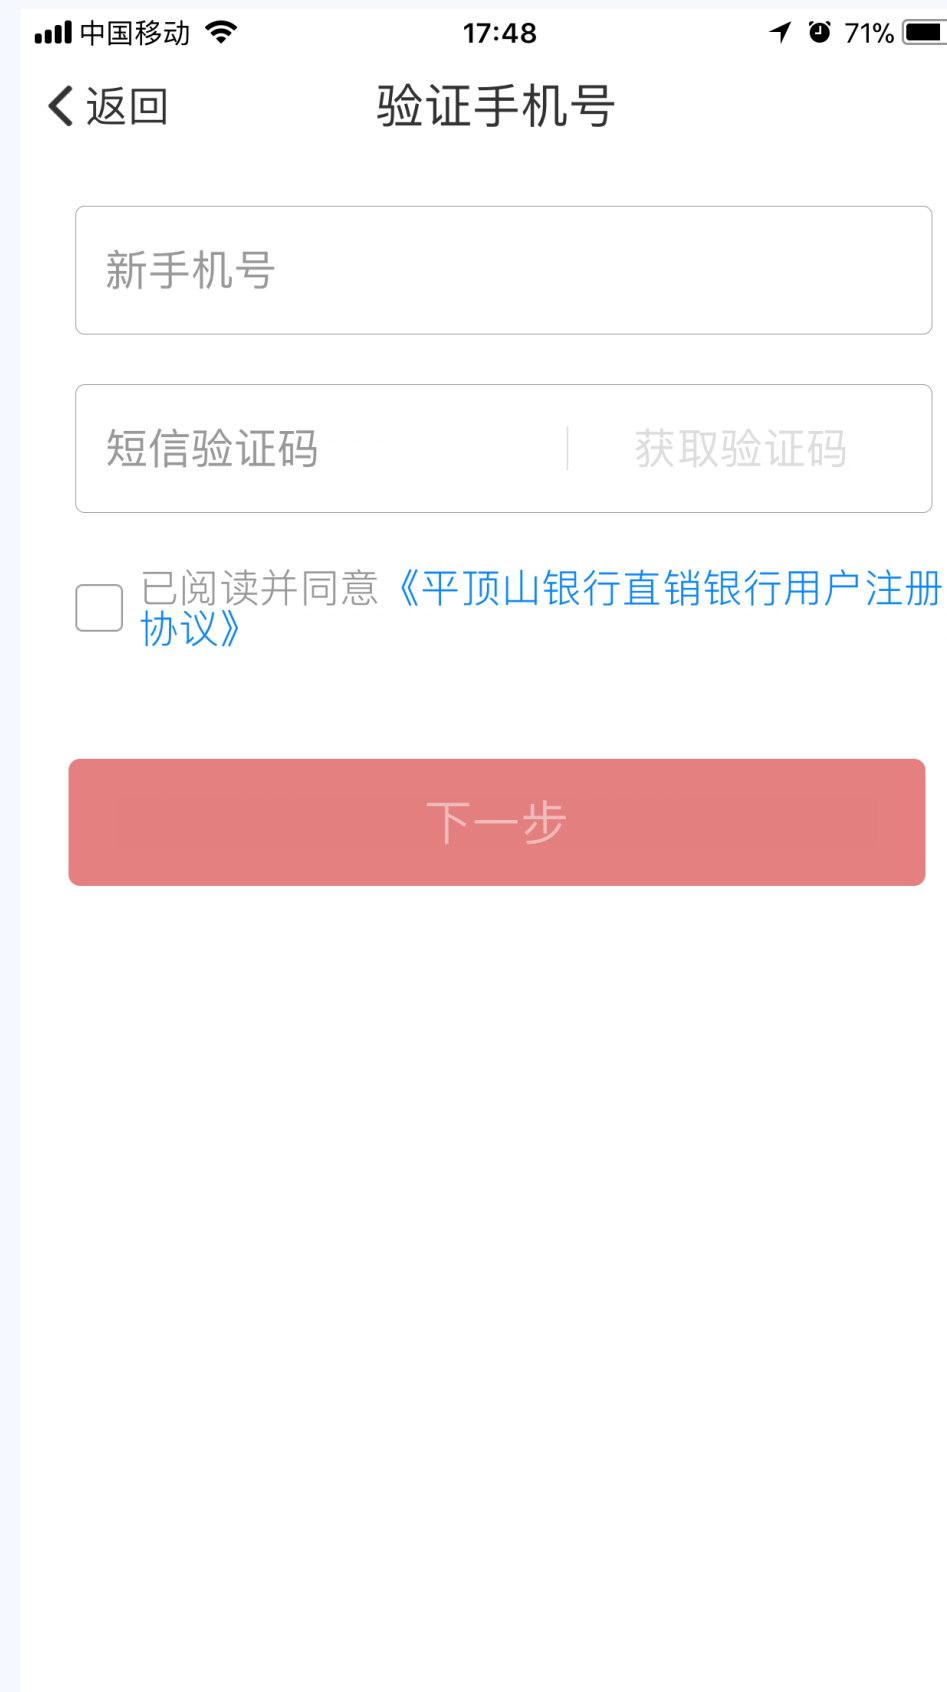 中国移动 17:48 71%
返回 验证手机号
新手机号
短信验证码 获取验证码
已阅读并同意《平顶山银行直销银行用户注册
协议》
下一步